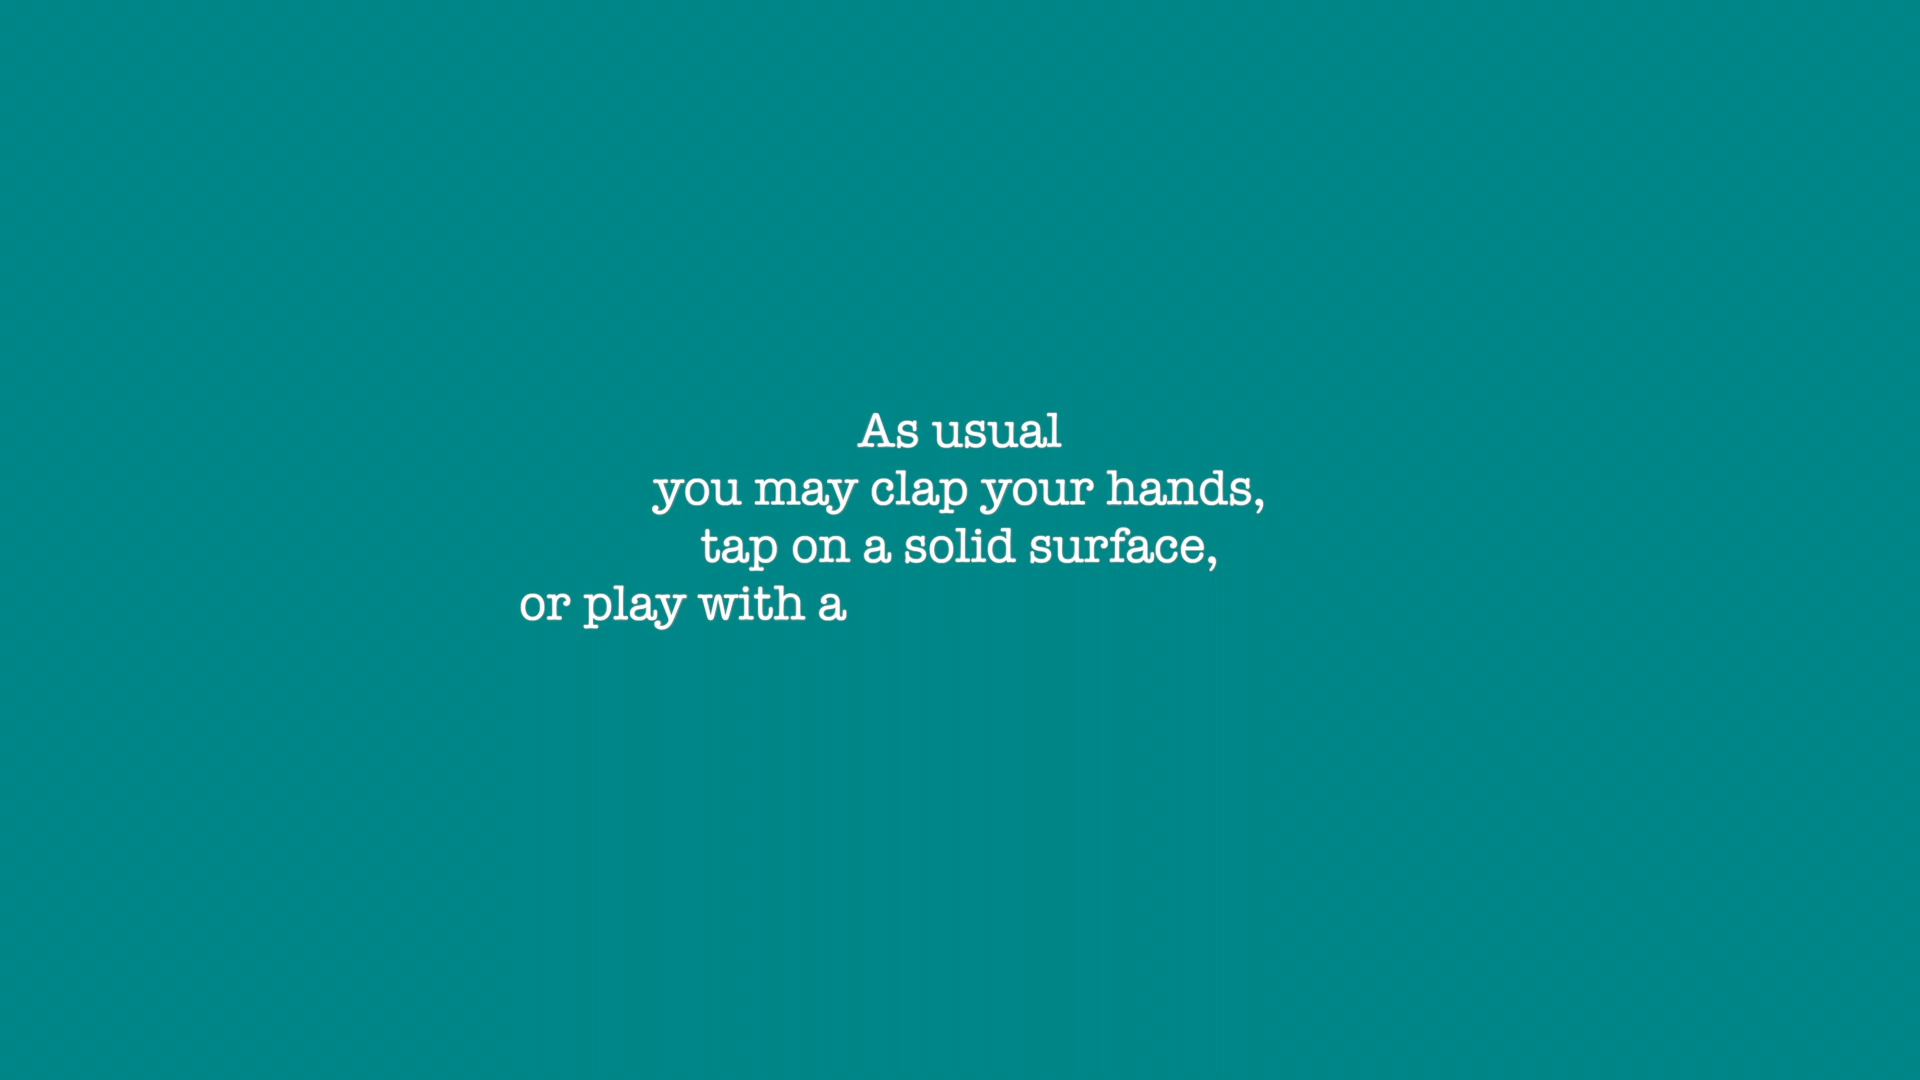 As usual
you may clap your hands,
tap on a solid surface,
or play with a